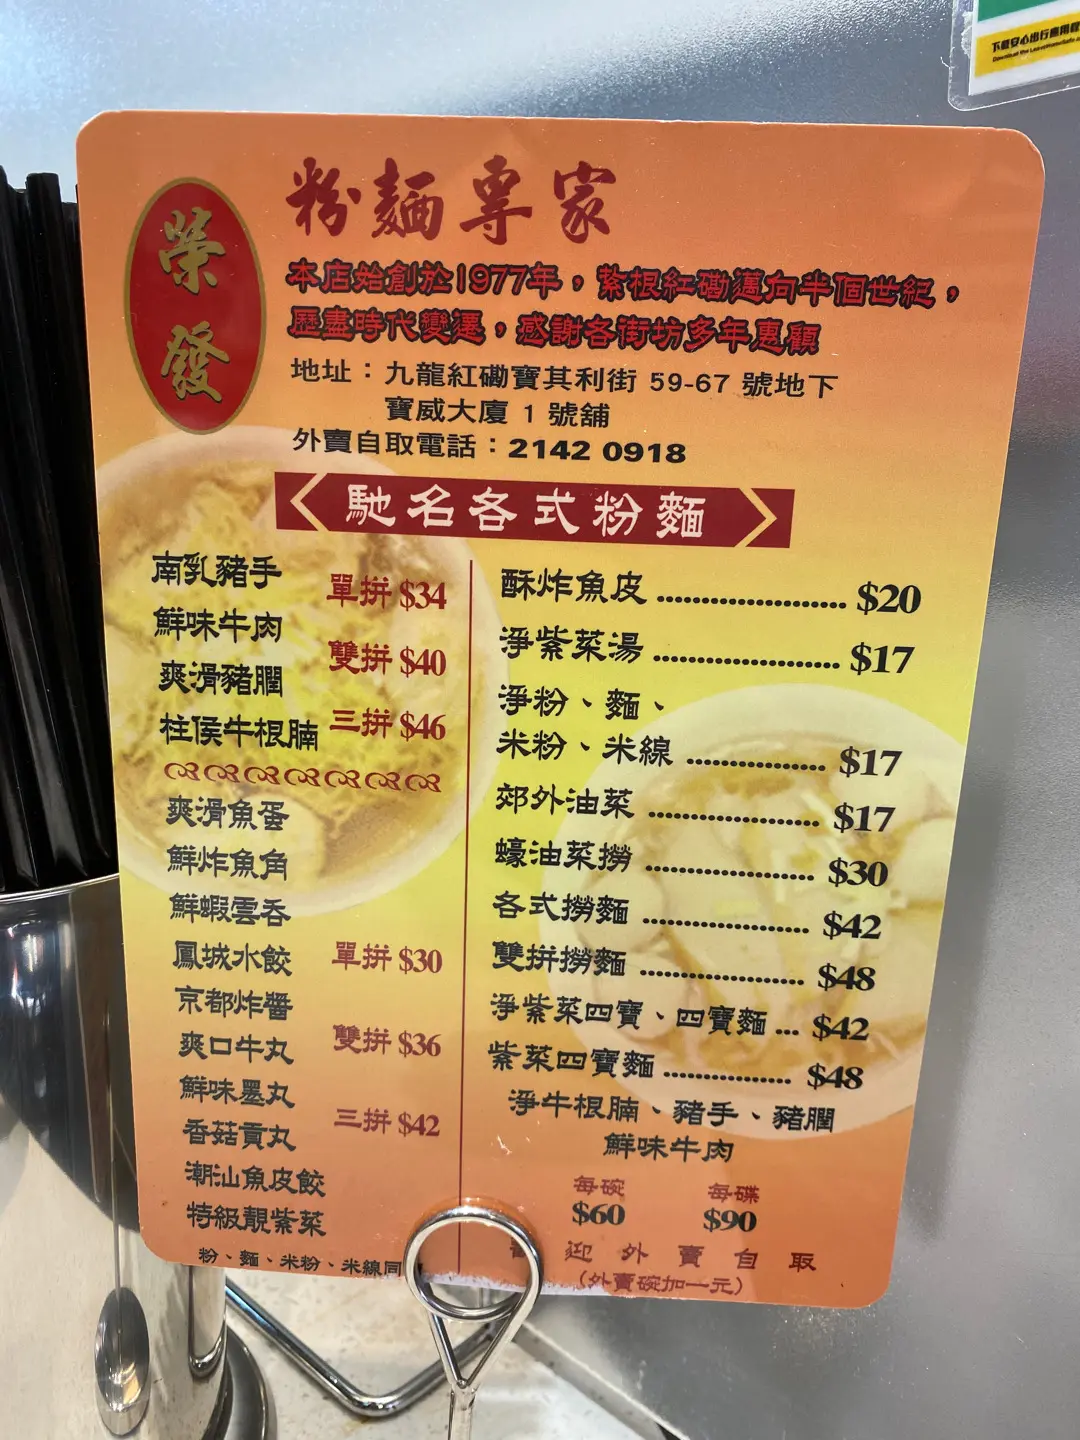 下載安心出行應用程
榮發
粉麵專家
本店始創於1977年，紮根紅磡邁向半個世紀，
歷盡時代變遷，感謝各街坊多年惠顧
地址：九龍紅磡寶其利街 59-67 號地下
寶威大廈 1 號舖
外賣自取電話：2142 0918
馳名各式粉麵
南乳豬手
鮮味牛肉
爽滑豬膶
柱侯牛根腩
單拼 $34
雙拼 $40
三拼 $46
爽滑魚蛋
鮮炸魚角
鮮蝦雲吞
鳳城水餃
京都炸醬
爽口牛丸
鮮味墨丸
香菇貢丸
潮汕魚皮餃
特級靚紫菜
單拼 $30
雙拼 $36
三拼 $42
粉、麵、米粉、米線同
酥炸魚皮 ..................... $20
淨紫菜湯 ..................... $17
淨粉、麵、
米粉、米線 ............... $17
郊外油菜 ................... $17
蠔油菜撈 ................... $30
各式撈麵 .................. $42
雙拼撈麵 .................. $48
淨紫菜四寶、四寶麵 ... $42
紫菜四寶麵 ............... $48
淨牛根腩、豬手、豬膶
鮮味牛肉
每碗 每碟
$60 $90
迎外賣自取
（外賣碗加一元）